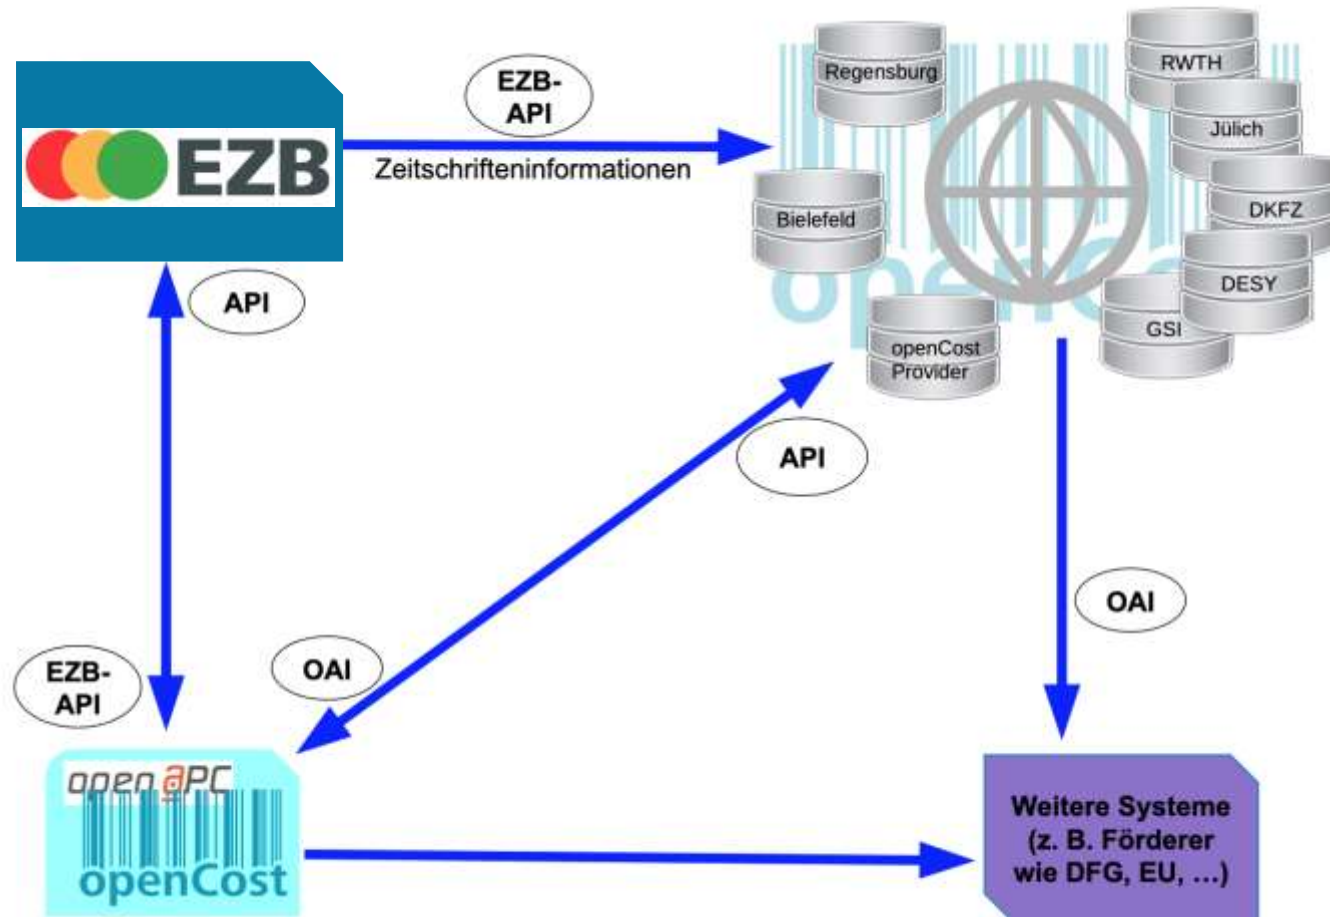 EZB
EZB-
API
Zeitschrifteninformationen
Regensburg
RWTH
Jülich
Bielefeld
DKFZ
DESY
GSI
openCost
Provider
openCost
API
API
OAI
OAI
EZB-
API
open aPC
openCost
Weitere Systeme
(z. B. Förderer
wie DFG, EU, …)